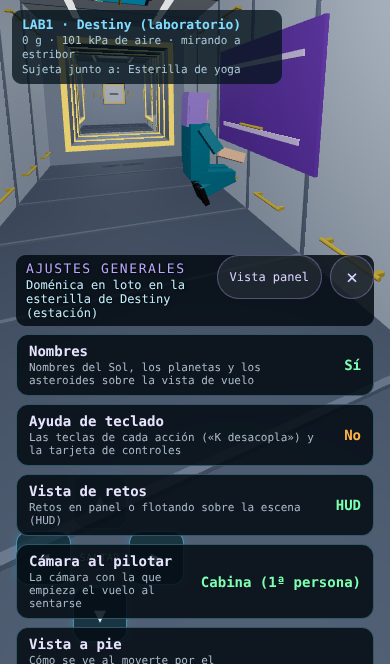 LAB1 · Destiny (laboratorio)
0 g · 101 kPa de aire · mirando a
estribor
Sujeta junto a: Esterilla de yoga
AJUSTES GENERALES
Doménica en loto en la
esterilla de Destiny
(estación)
Vista panel
×
Nombres
Nombres del Sol, los planetas y los
asteroides sobre la vista de vuelo
Sí
Ayuda de teclado
Las teclas de cada acción («K desacopla») y
la tarjeta de controles
No
Vista de retos
Retos en panel o flotando sobre la escena
(HUD)
HUD
Cámara al pilotar
La cámara con la que
empieza el vuelo al
sentarse
Cabina (1ª persona)
Vista a pie
Cómo se ve al moverte por el